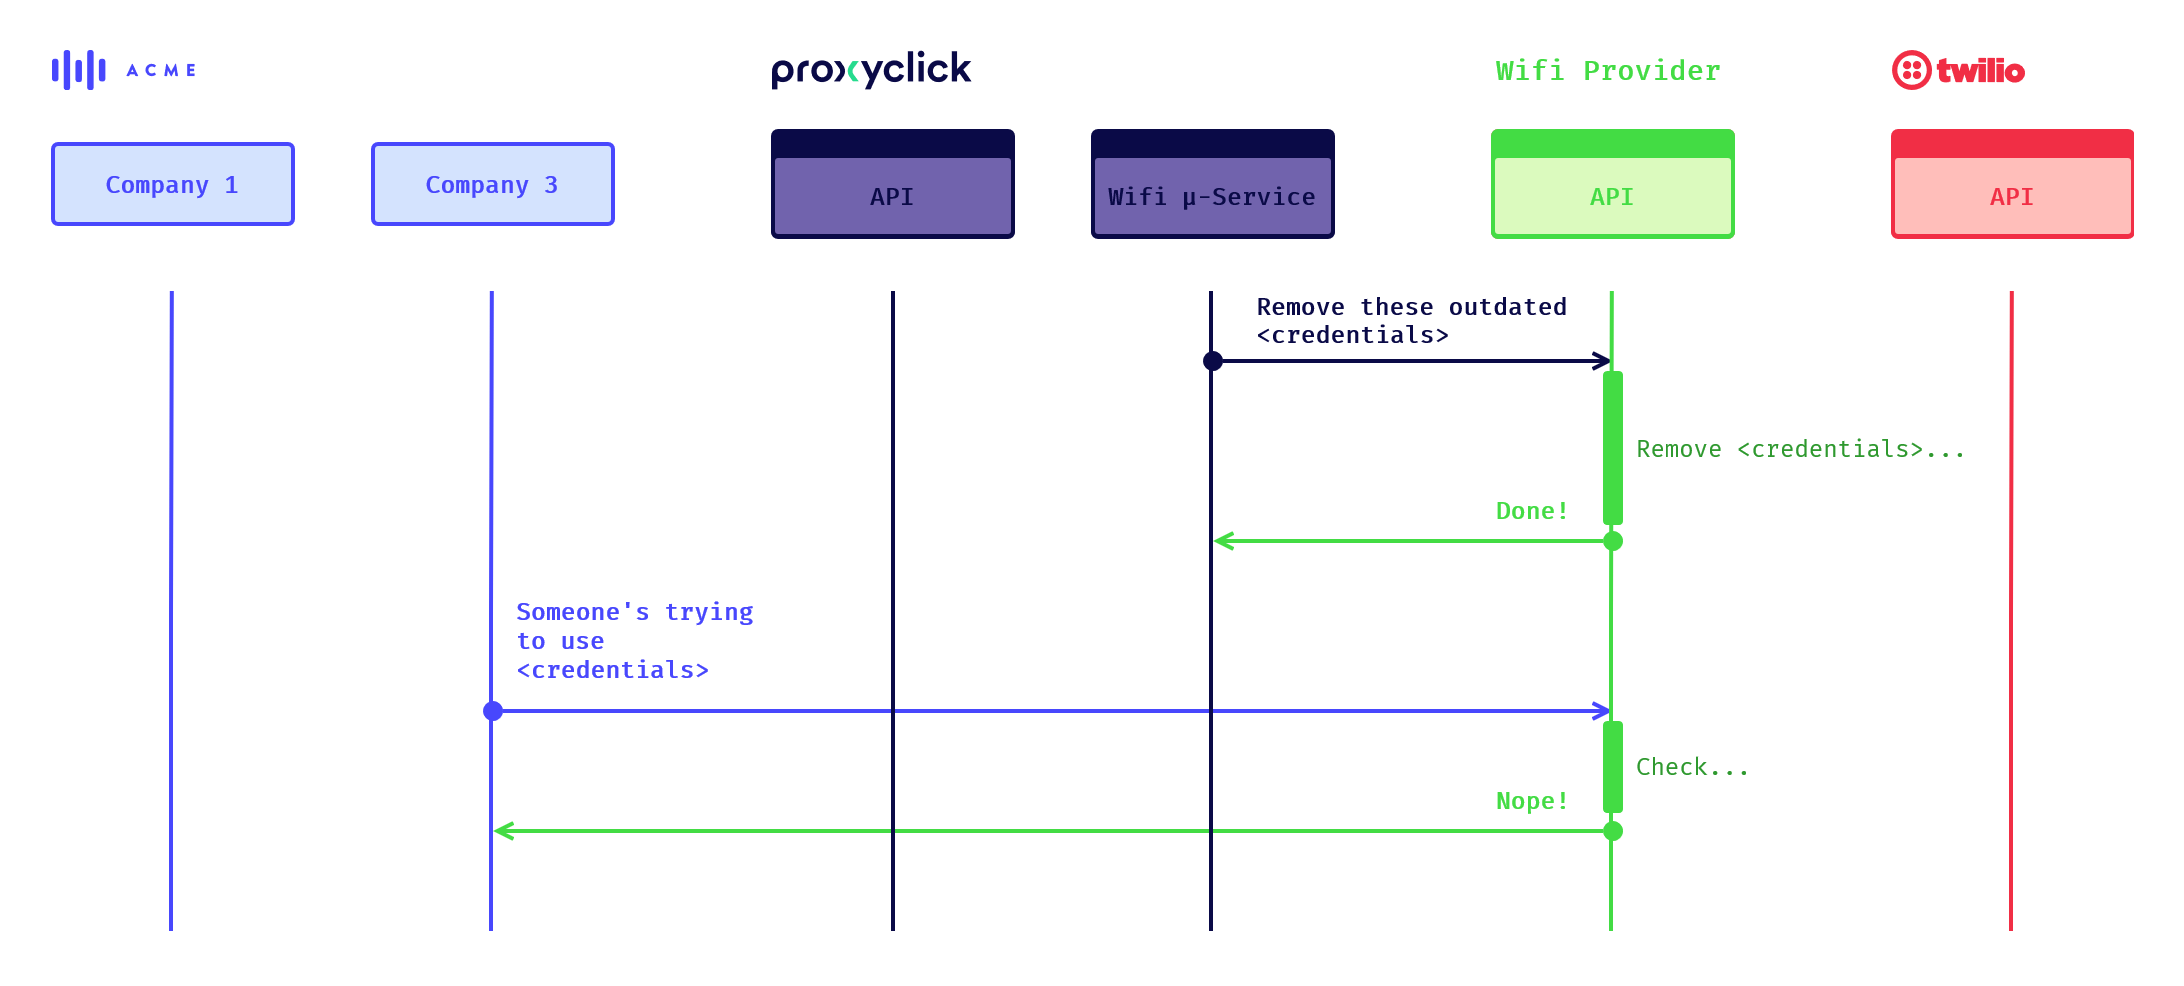 ACME
proxyclick
Wifi Provider
twilio
Company 1
Company 3
API
Wifi µ-Service
API
API
Remove these outdated
<credentials>
Remove <credentials>...
Done!
Someone's trying
to use
<credentials>
Check...
Nope!